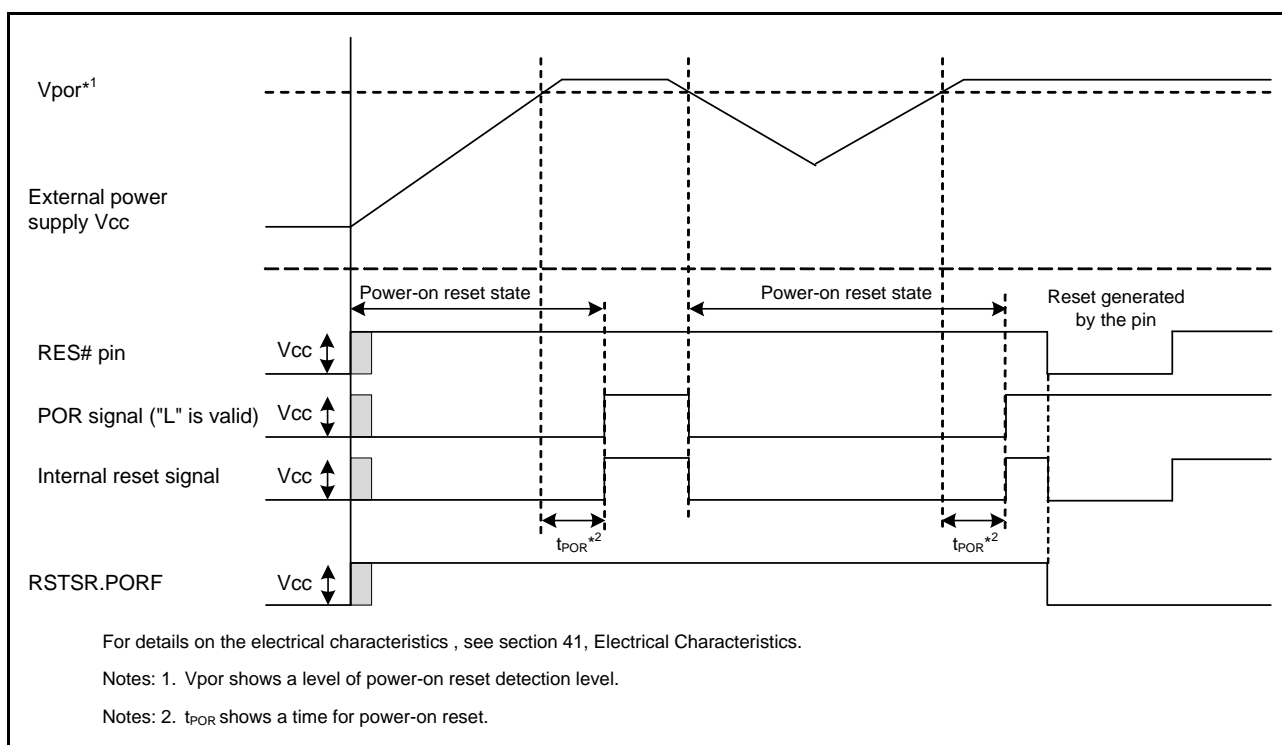 Vpor*1
External power
supply Vcc
Power-on reset state
Power-on reset state
Reset generated
by the pin
RES# pin
Vcc
POR signal ("L" is valid)
Vcc
Internal reset signal
Vcc
tPOR*2
tPOR*2
RSTSR.PORF
Vcc
For details on the electrical characteristics , see section 41, Electrical Characteristics.
Notes: 1. Vpor shows a level of power-on reset detection level.
Notes: 2. tPOR shows a time for power-on reset.